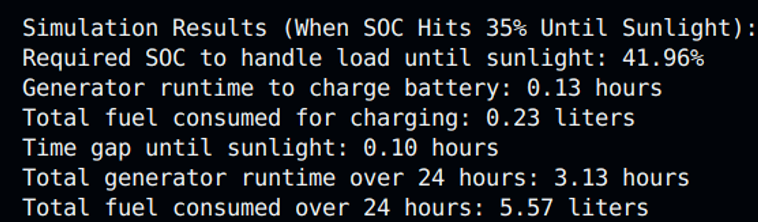 Simulation Results (When SOC Hits 35% Until Sunlight):
Required SOC to handle load until sunlight: 41.96%
Generator runtime to charge battery: 0.13 hours
Total fuel consumed for charging: 0.23 liters
Time gap until sunlight: 0.10 hours
Total generator runtime over 24 hours: 3.13 hours
Total fuel consumed over 24 hours: 5.57 liters